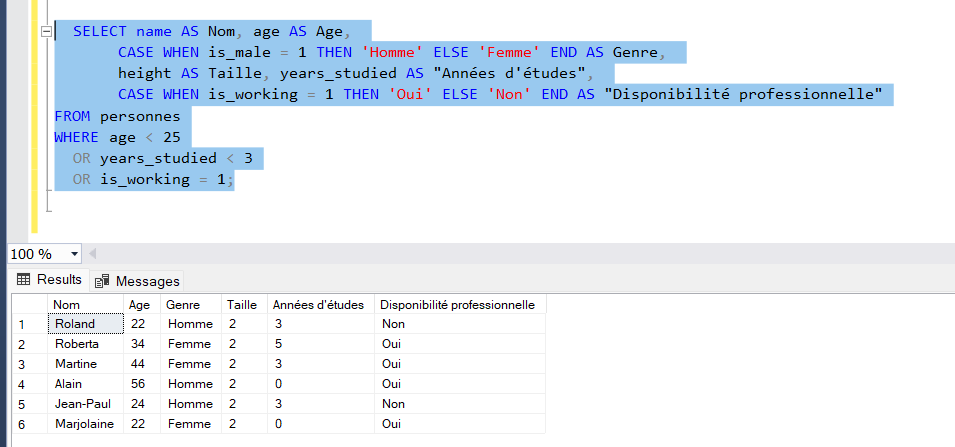 SELECT name AS Nom, age AS Age,
CASE WHEN is_male = 1 THEN 'Homme' ELSE 'Femme' END AS Genre,
height AS Taille, years_studied AS "Années d'études",
CASE WHEN is_working = 1 THEN 'Oui' ELSE 'Non' END AS "Disponibilité professionnelle"
FROM personnes
WHERE age < 25
OR years_studied < 3
OR is_working = 1;
100 %
Results Messages
Nom Age Genre Taille Années d'études Disponibilité professionnelle
1 Roland 22 Homme 2 3 Non
2 Roberta 34 Femme 2 5 Oui
3 Martine 44 Femme 2 3 Oui
4 Alain 56 Homme 2 0 Oui
5 Jean-Paul 24 Homme 2 3 Non
6 Marjolaine 22 Femme 2 0 Oui